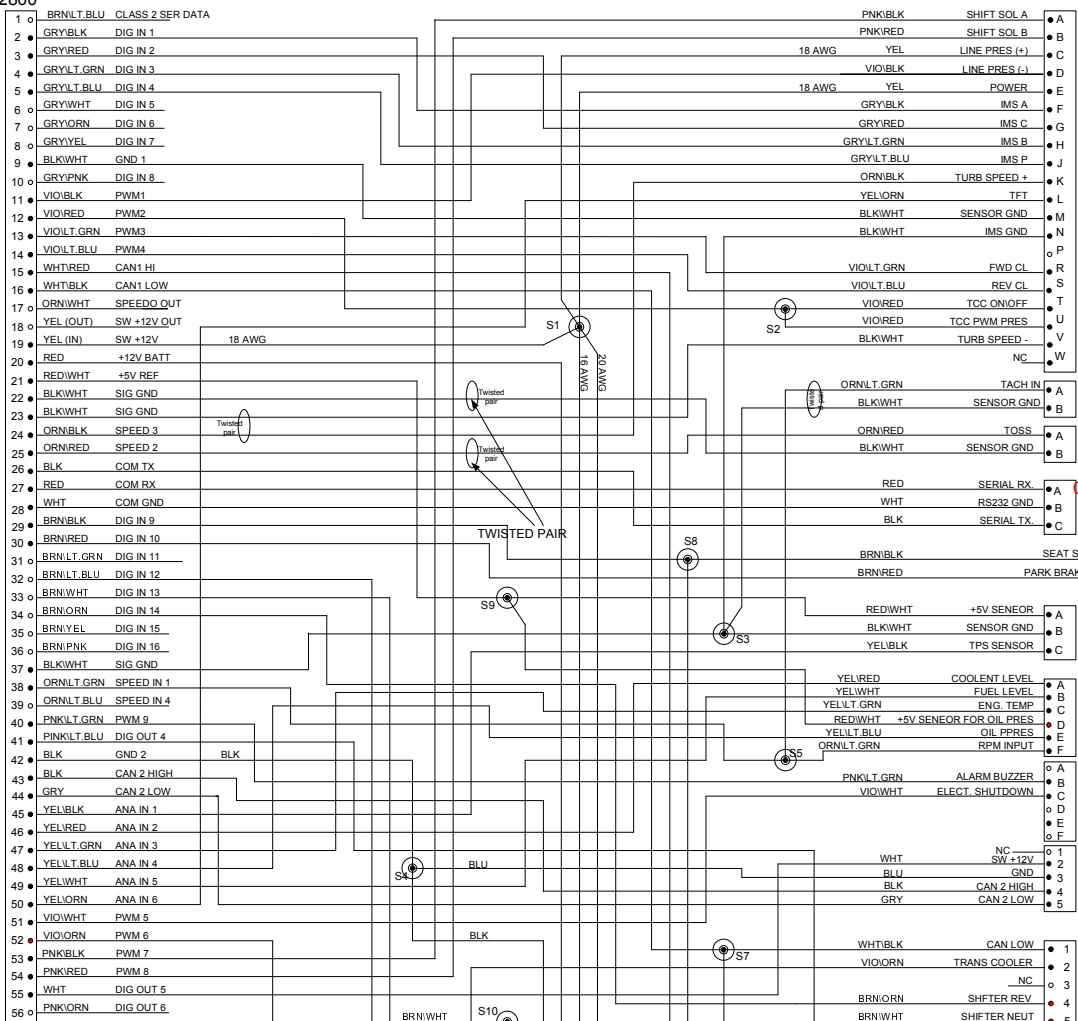 2800
1 BRN\LT.BLU CLASS 2 SER DATA
2 GRY\BLK DIG IN 1
3 GRY\RED DIG IN 2
4 GRY\LT.GRN DIG IN 3
5 GRY\LT.BLU DIG IN 4
6 GRY\WHT DIG IN 5
7 GRY\ORN DIG IN 6
8 GRY\YEL DIG IN 7
9 BLK\WHT GND 1
10 GRY\PNK DIG IN 8
11 VIO\BLK PWM1
12 VIO\RED PWM2
13 VIO\LT.GRN PWM3
14 VIO\LT.BLU PWM4
15 WHT\RED CAN1 HI
16 WHT\BLK CAN1 LOW
17 ORN\WHT SPEEDO OUT
18 YEL (OUT) SW +12V OUT
19 YEL (IN) SW +12V 18 AWG
20 RED +12V BATT
21 RED\WHT +5V REF
22 BLK\WHT SIG GND
23 BLK\WHT SIG GND
24 ORN\BLK SPEED 3
25 ORN\RED SPEED 2
26 BLK COM TX
27 RED COM RX
28 WHT COM GND
29 BRN\BLK DIG IN 9
30 BRN\RED DIG IN 10
31 BRN\LT.GRN DIG IN 11
32 BRN\LT.BLU DIG IN 12
33 BRN\WHT DIG IN 13
34 BRN\ORN DIG IN 14
35 BRN\YEL DIG IN 15
36 BRN\PNK DIG IN 16
37 BLK\WHT SIG GND
38 ORN\LT.GRN SPEED IN 1
39 ORN\LT.BLU SPEED IN 4
40 PNK\LT.GRN PWM 9
41 PINK\LT.BLU DIG OUT 4
42 BLK GND 2 BLK
43 BLK CAN 2 HIGH
44 GRY CAN 2 LOW
45 YEL\BLK ANA IN 1
46 YEL\RED ANA IN 2
47 YEL\LT.GRN ANA IN 3
48 YEL\LT.BLU ANA IN 4
49 YEL\WHT ANA IN 5
50 YEL\ORN ANA IN 6
51 VIO\WHT PWM 5
52 VIO\ORN PWM 6
53 PNK\BLK PWM 7
54 PNK\RED PWM 8
55 WHT DIG OUT 5
56 PNK\ORN DIG OUT 6
Twisted
pair
Twisted
pair
Twisted
pair
TWISTED PAIR
S1
16 AWG
20 AWG
S2
S8
S9
S3
S5
S4
BLU
BLK
S7
S10
BRN\WHT
PNK\BLK SHIFT SOL A A
PNK\RED SHIFT SOL B B
18 AWG YEL LINE PRES (+) C
VIO\BLK LINE PRES (-) D
18 AWG YEL POWER E
GRY\BLK IMS A F
GRY\RED IMS C G
GRY\LT.GRN IMS B H
GRY\LT.BLU IMS P J
ORN\BLK TURB SPEED + K
YEL\ORN TFT L
BLK\WHT SENSOR GND M
BLK\WHT IMS GND N
P
VIO\LT.GRN FWD CL R
VIO\LT.BLU REV CL S
VIO\RED TCC ON\OFF T
VIO\RED TCC PWM PRES U
BLK\WHT TURB SPEED - V
NC W
ORN\LT.GRN TACH IN A
BLK\WHT SENSOR GND B
ORN\RED TOSS A
BLK\WHT SENSOR GND B
RED SERIAL RX. A
WHT RS232 GND B
BLK SERIAL TX. C
BRN\BLK SEAT S
BRN\RED PARK BRAK
RED\WHT +5V SENEOR A
BLK\WHT SENSOR GND B
YEL\BLK TPS SENSOR C
YEL\RED COOLENT LEVEL A
YEL\WHT FUEL LEVEL B
YEL\LT.GRN ENG. TEMP C
RED\WHT +5V SENEOR FOR OIL PRES D
YEL\LT.BLU OIL PPRES E
ORN\LT.GRN RPM INPUT F
A
PNK\LT.GRN ALARM BUZZER B
VIO\WHT ELECT. SHUTDOWN C
D
E
F
NC 1
WHT SW +12V 2
BLU GND 3
BLK CAN 2 HIGH 4
GRY CAN 2 LOW 5
WHT\BLK CAN LOW 1
VIO\ORN TRANS COOLER 2
NC 3
BRN\ORN SHFTER REV 4
BRN\WHT SHIFTER NEUT 5